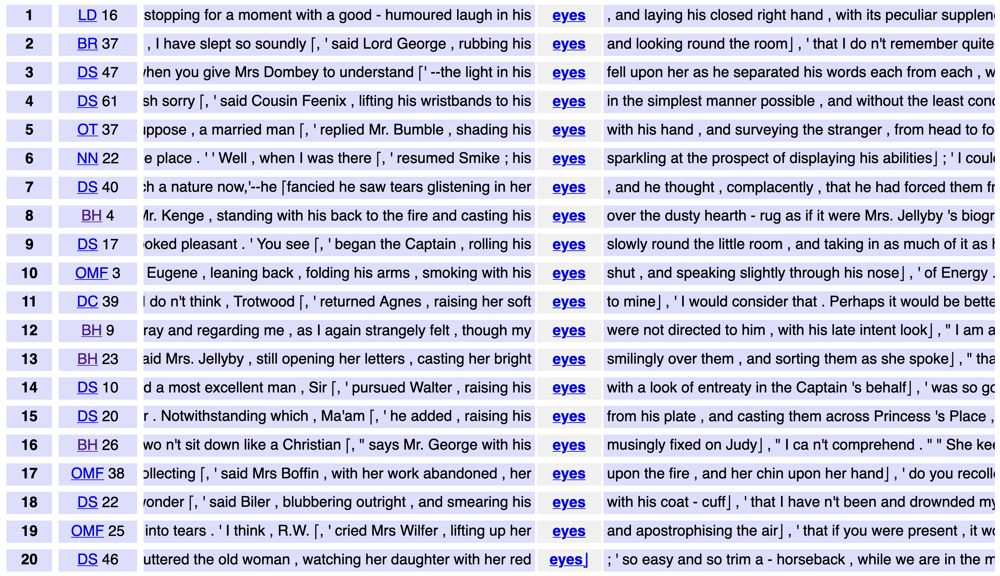 1 LD 16 stopping for a moment with a good - humoured laugh in his eyes , and laying his closed right hand , with its peculiar supplen
2 BR 37 , I have slept so soundly ⌈, ' said Lord George , rubbing his eyes and looking round the room⌋ , ' that I do n't remember quite
3 DS 47 when you give Mrs Dombey to understand ⌈' --the light in his eyes fell upon her as he separated his words each from each , w
4 DS 61 sh sorry ⌈, ' said Cousin Feenix , lifting his wristbands to his eyes in the simplest manner possible , and without the least conc
5 OT 37 uppose , a married man ⌈, ' replied Mr. Bumble , shading his eyes with his hand , and surveying the stranger , from head to fo
6 NN 22 e place . ' ' Well , when I was there ⌈, ' resumed Smike ; his eyes sparkling at the prospect of displaying his abilities⌋ ; ' I coul
7 DS 40 ch a nature now,'--he ⌈fancied he saw tears glistening in her eyes , and he thought , complacently , that he had forced them fr
8 BH 4 Mr. Kenge , standing with his back to the fire and casting his eyes over the dusty hearth - rug as if it were Mrs. Jellyby 's biogr
9 DS 17 ooked pleasant . ' You see ⌈, ' began the Captain , rolling his eyes slowly round the little room , and taking in as much of it as h
10 OMF 3 Eugene , leaning back , folding his arms , smoking with his eyes shut , and speaking slightly through his nose⌋ , ' of Energy .
11 DC 39 I do n't think , Trotwood ⌈, ' returned Agnes , raising her soft eyes to mine⌋ , ' I would consider that . Perhaps it would be bette
12 BH 9 ray and regarding me , as I again strangely felt , though my eyes were not directed to him , with his late intent look⌋ , " I am a
13 BH 23 aid Mrs. Jellyby , still opening her letters , casting her bright eyes smilingly over them , and sorting them as she spoke⌋ , " tha
14 DS 10 d a most excellent man , Sir ⌈, ' pursued Walter , raising his eyes with a look of entreaty in the Captain 's behalf⌋ , ' was so go
15 DS 20 r . Notwithstanding which , Ma'am ⌈, ' he added , raising his eyes from his plate , and casting them across Princess 's Place ,
16 BH 26 wo n't sit down like a Christian ⌈, " says Mr. George with his eyes musingly fixed on Judy⌋ , " I ca n't comprehend . " " She kee
17 OMF 38 ollecting ⌈, ' said Mrs Boffin , with her work abandoned , her eyes upon the fire , and her chin upon her hand⌋ , ' do you recoll
18 DS 22 wonder ⌈, ' said Biler , blubbering outright , and smearing his eyes with his coat - cuff⌋ , ' that I have n't been and drownded my
19 OMF 25 into tears . ' I think , R.W. ⌈, ' cried Mrs Wilfer , lifting up her eyes and apostrophising the air⌋ , ' that if you were present , it wo
20 DS 46 uttered the old woman , watching her daughter with her red eyes⌋ ; ' so easy and so trim a - horseback , while we are in the m